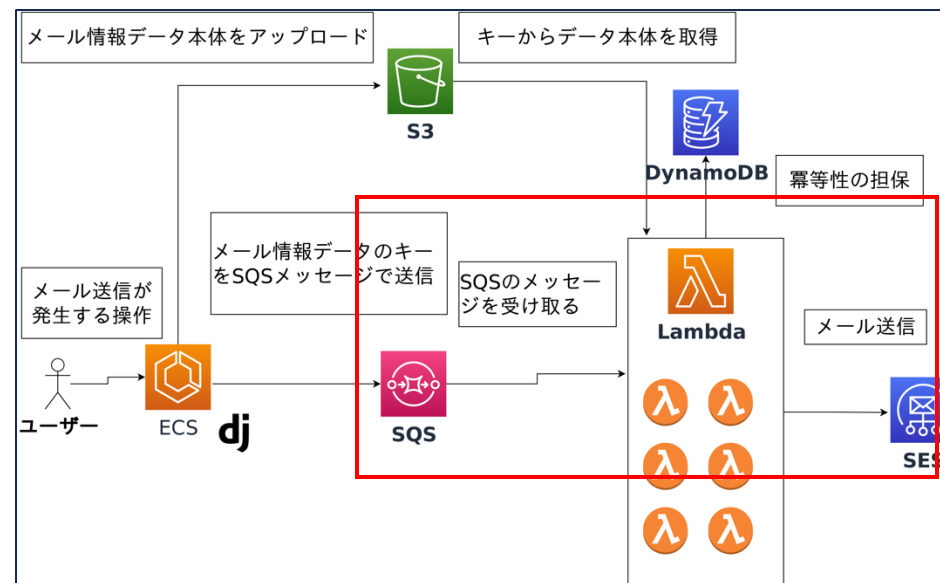 メール情報データ本体をアップロード
キーからデータ本体を取得
S3
DynamoDB
冪等性の担保
メール情報データのキー
をSQSメッセージで送信
SQSのメッセー
ジを受け取る
メール送信が
発生する操作
Lambda
メール送信
ユーザー
ECS
dj
SQS
SES